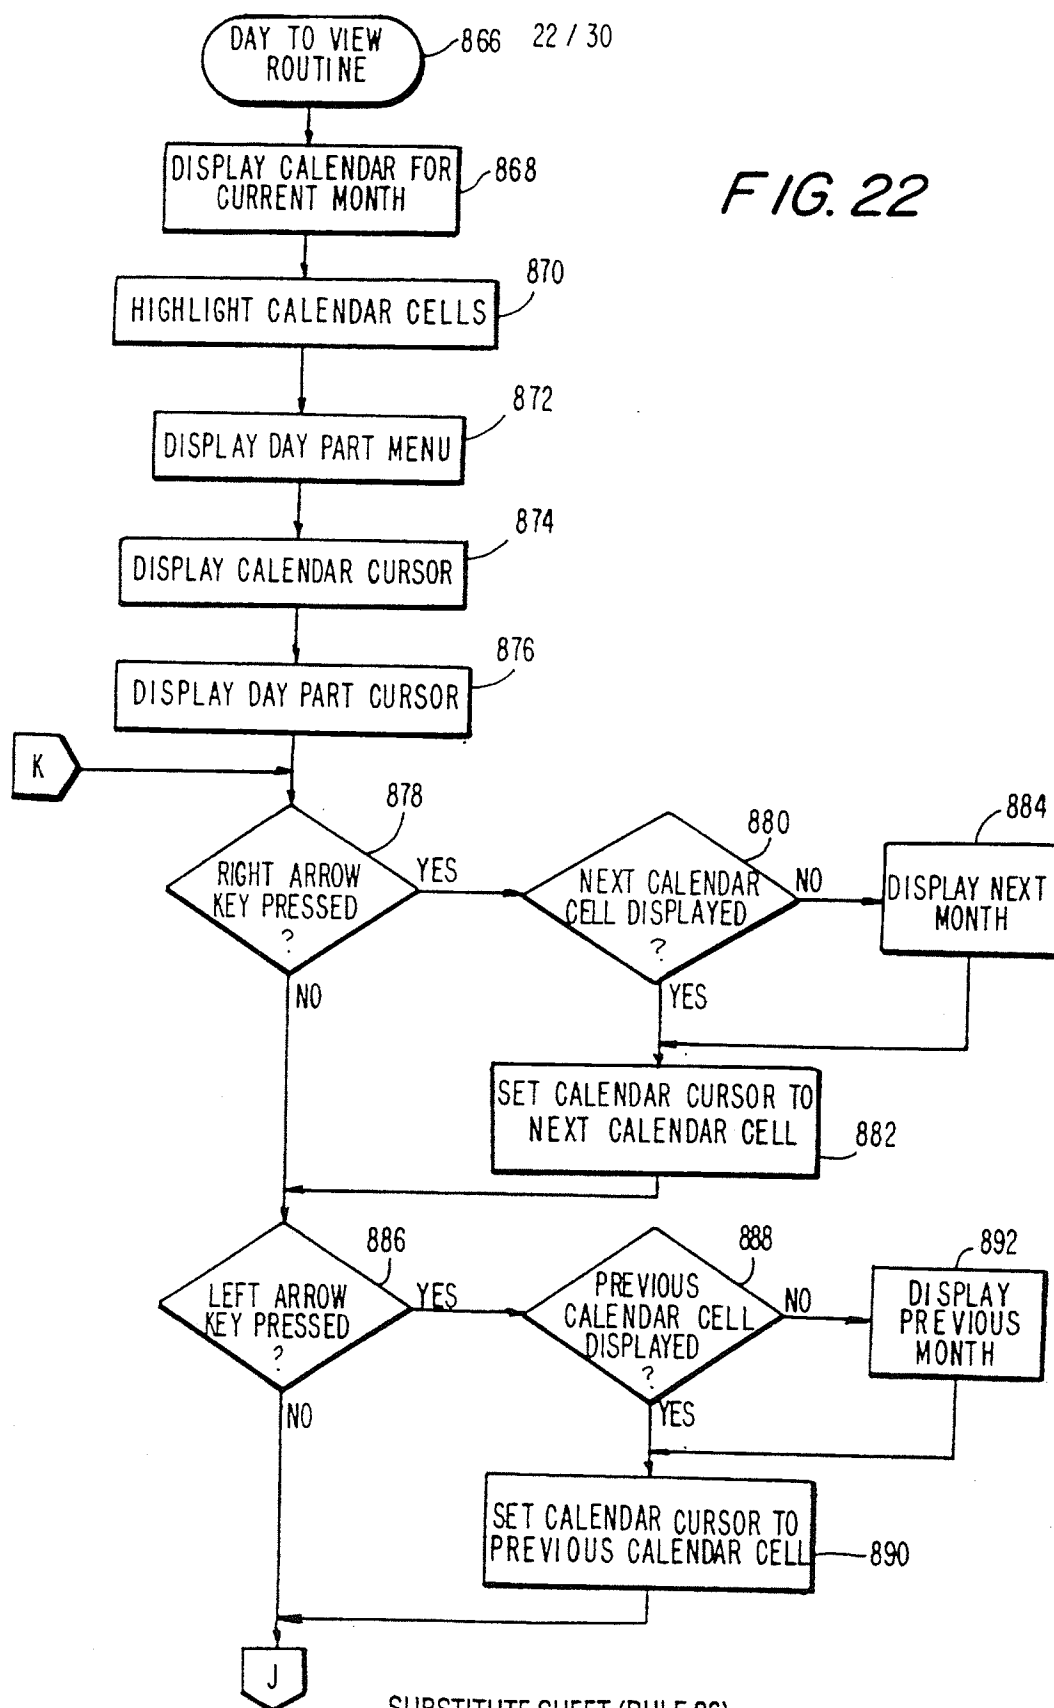 DAY TO VIEW
ROUTINE
866
22 / 30
DISPLAY CALENDAR FOR
CURRENT MONTH
868
FIG. 22
870
HIGHLIGHT CALENDAR CELLS
872
DISPLAY DAY PART MENU
874
DISPLAY CALENDAR CURSOR
876
DISPLAY DAY PART CURSOR
K
878
RIGHT ARROW
KEY PRESSED
?
YES
NO
880
NEXT CALENDAR
CELL DISPLAYED
?
NO
YES
884
DISPLAY NEXT
MONTH
SET CALENDAR CURSOR TO
NEXT CALENDAR CELL
882
886
LEFT ARROW
KEY PRESSED
?
YES
NO
888
PREVIOUS
CALENDAR CELL
DISPLAYED
?
NO
YES
892
DISPLAY
PREVIOUS
MONTH
SET CALENDAR CURSOR TO
PREVIOUS CALENDAR CELL
890
J
SUBSTITUTE SHEET (RULE 26)